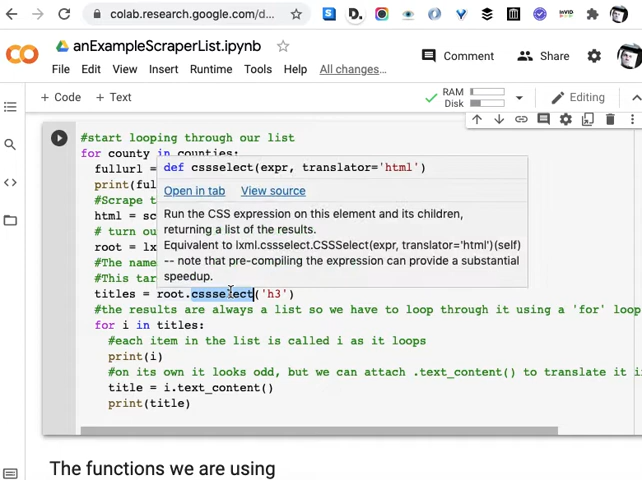 colab.research.google.com/d...
anExampleScraperList.ipynb
File Edit View Insert Runtime Tools Help All changes...
Comment
Share
+ Code + Text
RAM
Disk
Editing
#start looping through our list
for county in counties:
fullurl =
print(ful
#Scrape t
html = sc
# turn ou
root = lx
#The name
#This tar
def cssselect(expr, translator='html')
Open in tab View source
Run the CSS expression on this element and its children,
returning a list of the results.
Equivalent to lxml.cssselect.CSSSelect(expr, translator='html')(self)
-- note that pre-compiling the expression can provide a substantial
speedup.
titles = root.cssselect('h3')
#the results are always a list so we have to loop through it using a 'for' loop
for i in titles:
#each item in the list is called i as it loops
print(i)
#on its own it looks odd, but we can attach .text_content() to translate it i
title = i.text_content()
print(title)
The functions we are using